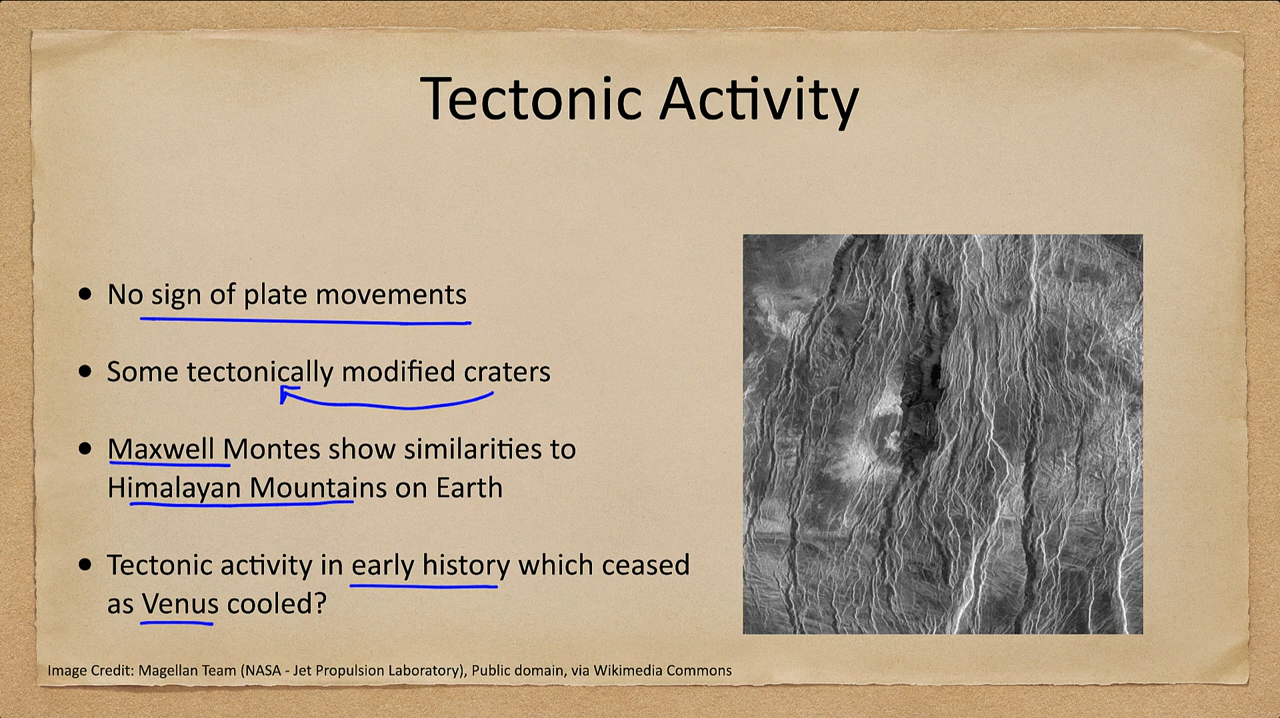 Tectonic Activity
• No sign of plate movements
• Some tectonically modified craters
• Maxwell Montes show similarities to
Himalayan Mountains on Earth
• Tectonic activity in early history which ceased
as Venus cooled?
Image Credit: Magellan Team (NASA - Jet Propulsion Laboratory), Public domain, via Wikimedia Commons